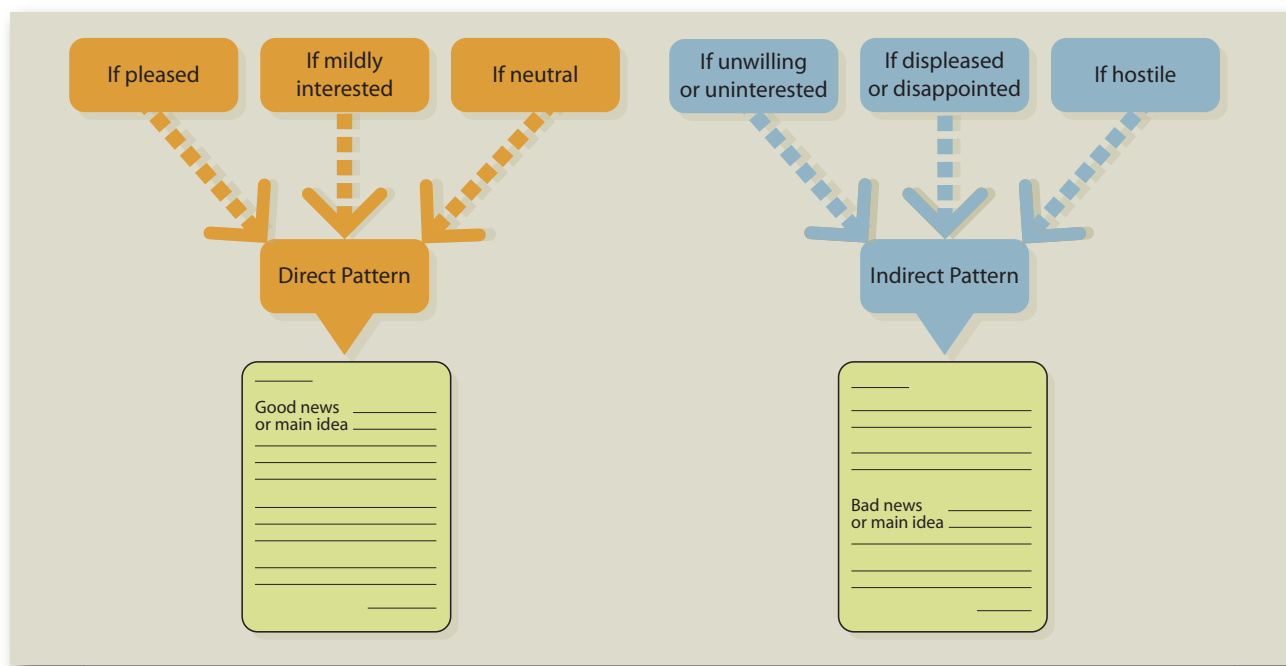 If pleased
If mildly
interested
If neutral
If unwilling
or uninterested
If displeased
or disappointed
If hostile
Direct Pattern
Indirect Pattern
Good news
or main idea
Bad news
or main idea